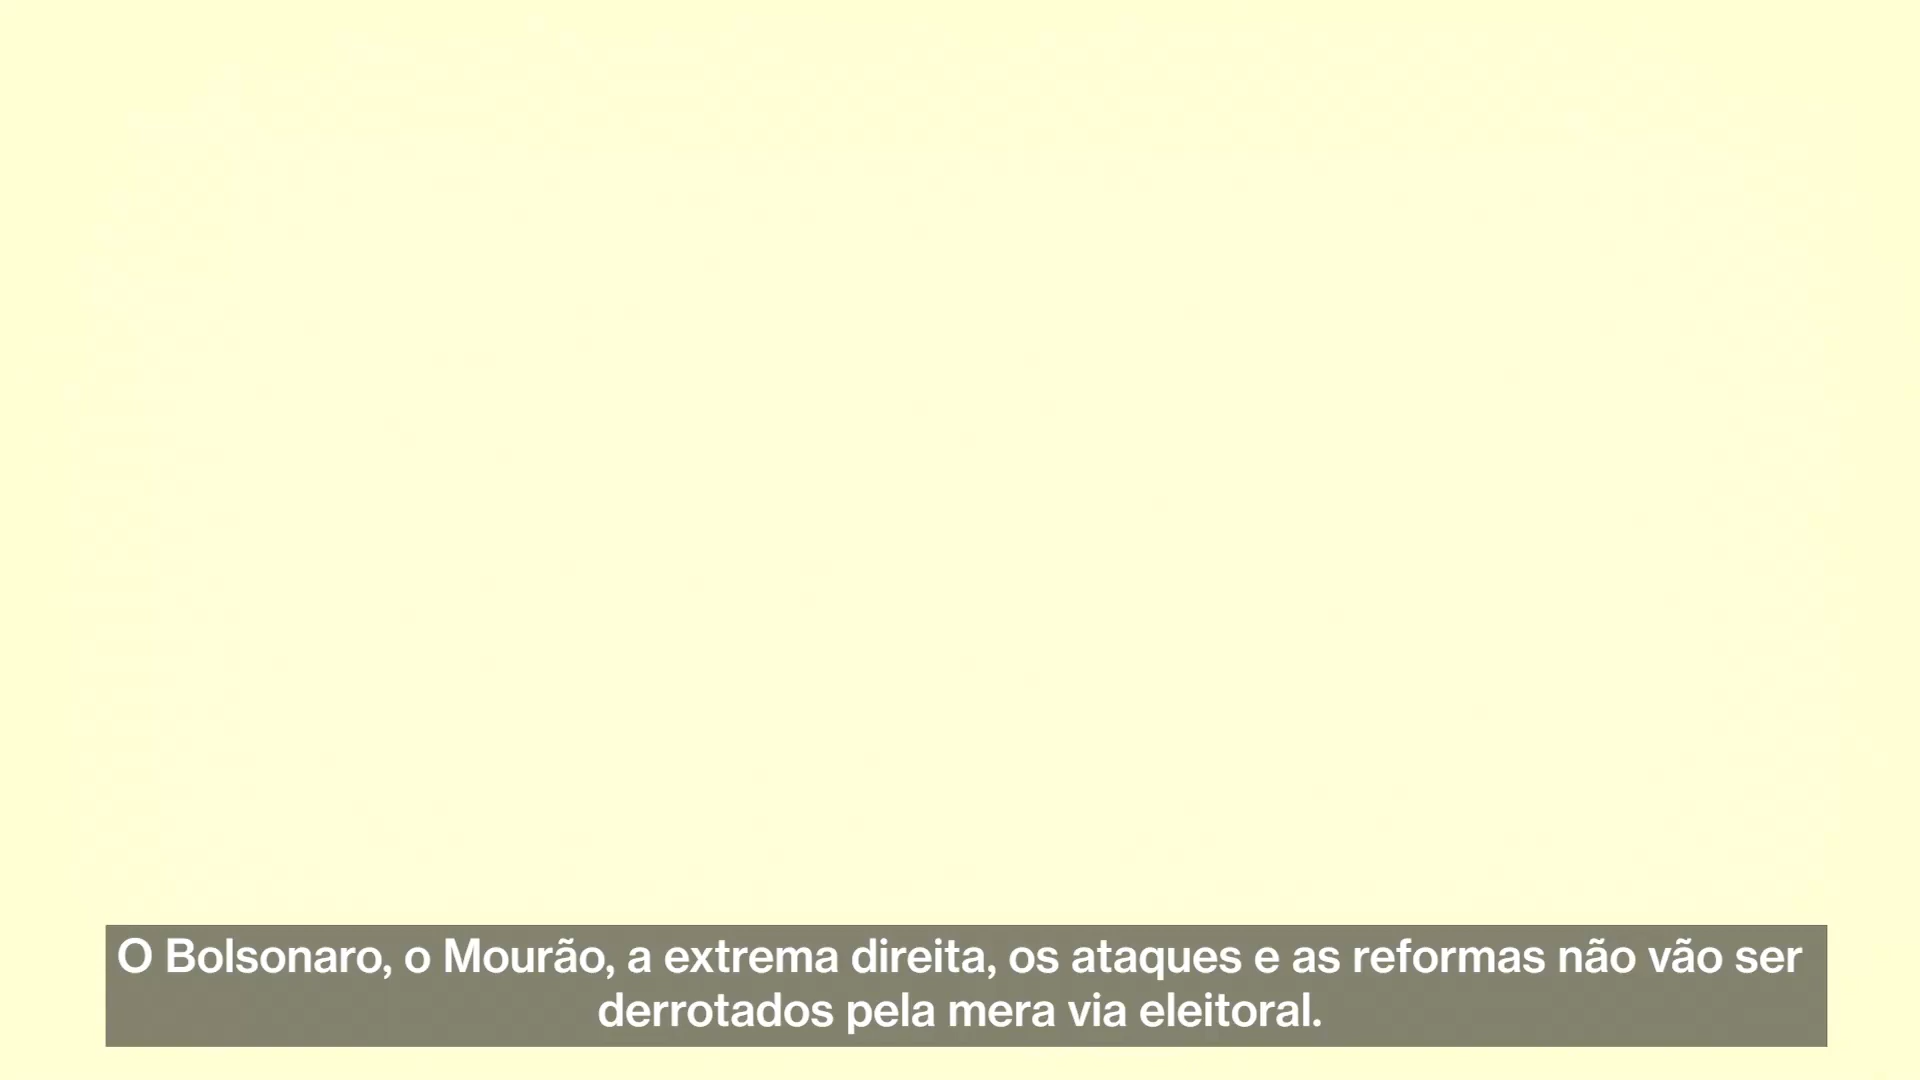 O Bolsonaro, o Mourão, a extrema direita, os ataques e as reformas não vão ser
derrotados pela mera via eleitoral.